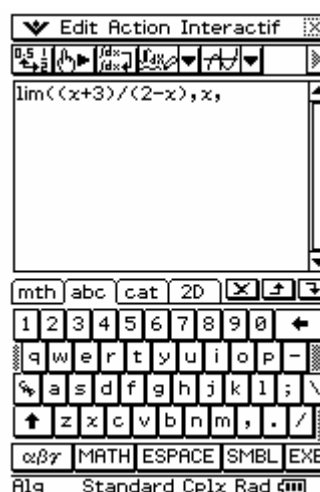 Edit Action Interactif
lim((x+3)/(2-x),x,
mth abc cat 2D
1 2 3 4 5 6 7 8 9 0
q w e r t y u i o p -
a s d f g h j k l ; \
z x c v b n m , . /
αβγ MATH ESPACE SMBL EXE
Alg Standard Cplx Rad